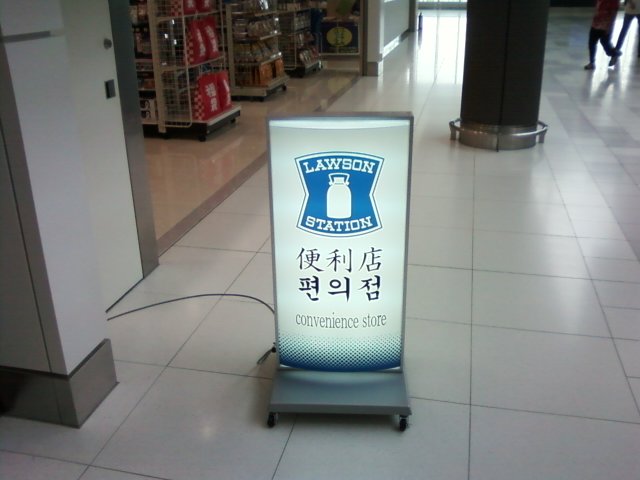 LAWSON
STATION
便利店
편의점
convenience store